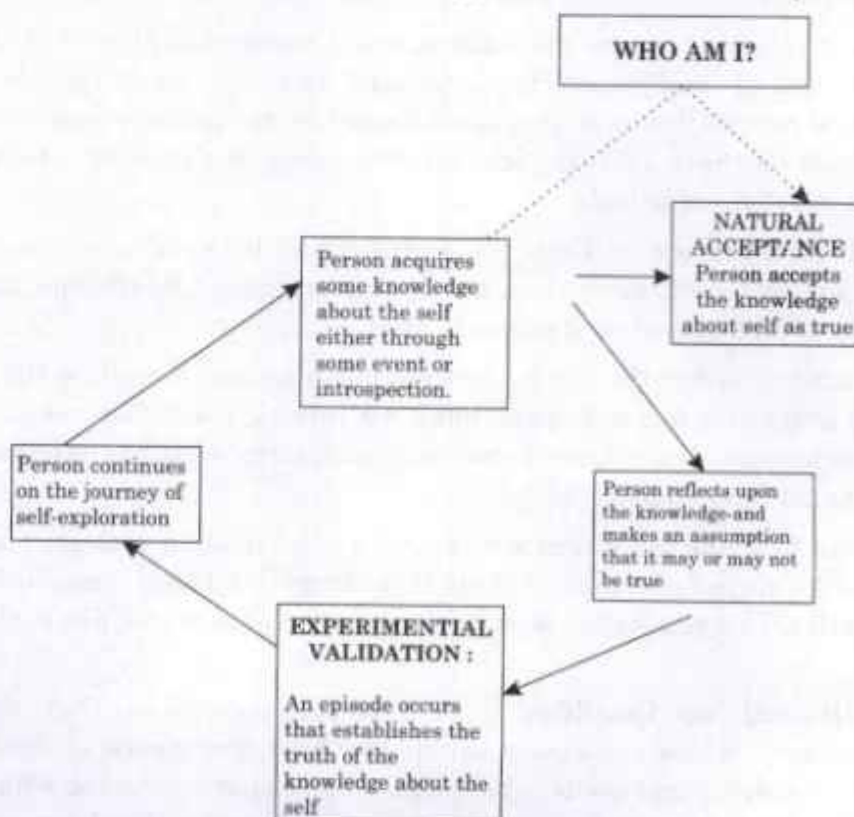 WHO AM I?
NATURAL
ACCEPTANCE
Person accepts
the knowledge
about self as true
Person acquires
some knowledge
about the self
either through
some event or
introspection.
Person continues
on the journey of
self-exploration
Person reflects upon
the knowledge-and
makes an assumption
that it may or may not
be true
EXPERIMENTIAL
VALIDATION :
An episode occurs
that establishes the
truth of the
knowledge about the
self